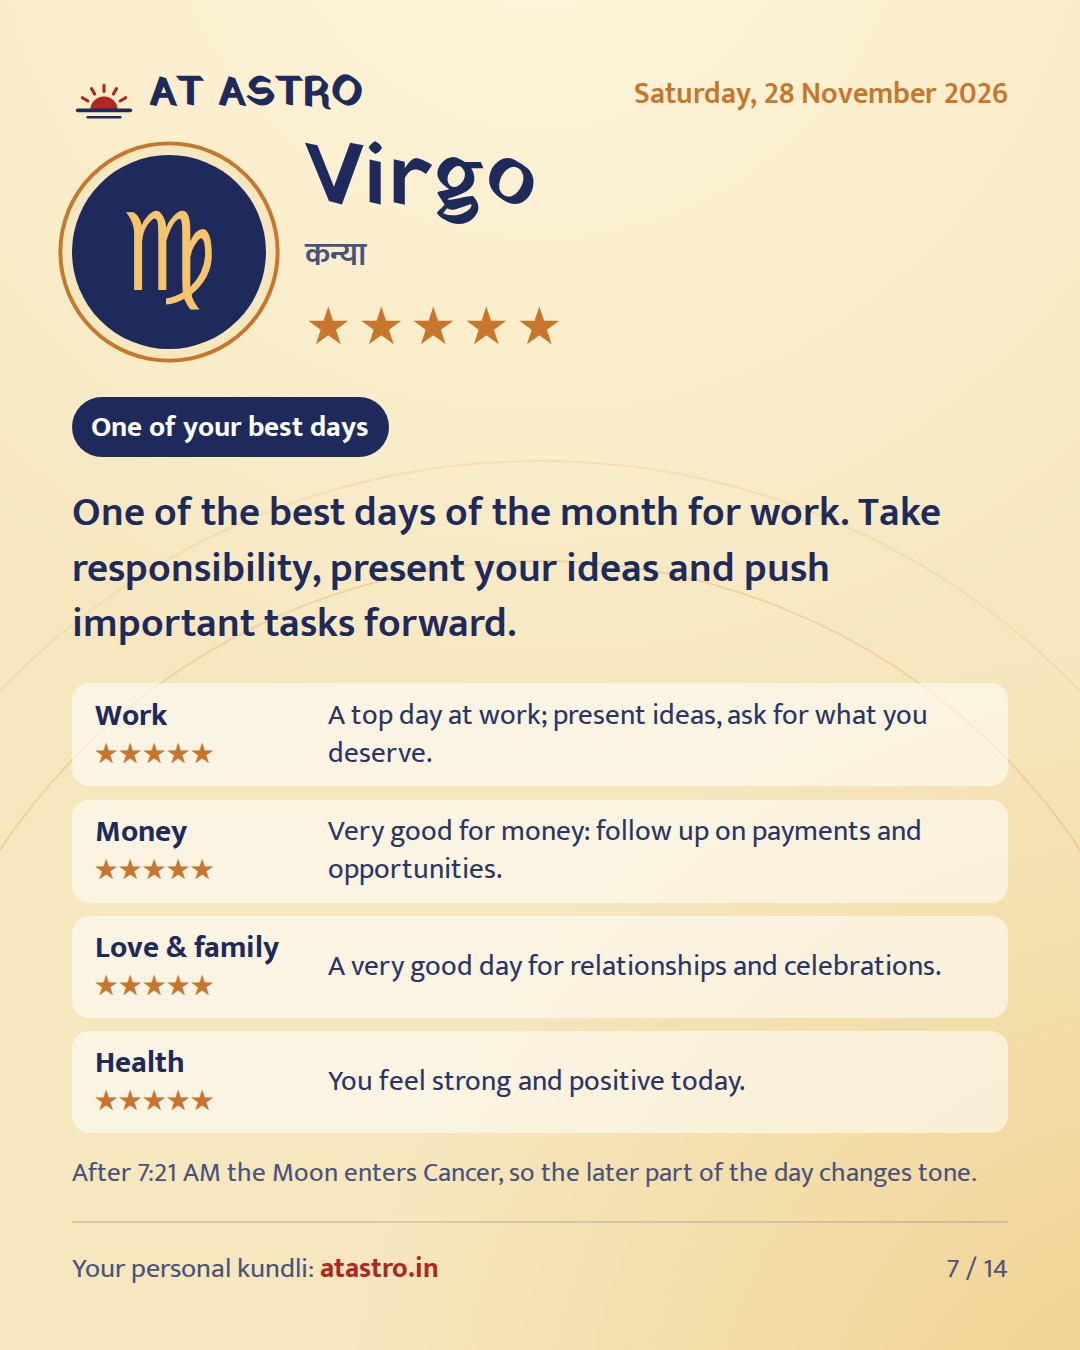 AT ASTRO
Saturday, 28 November 2026
♍
Virgo
कन्या
★ ★ ★ ★ ★
One of your best days
One of the best days of the month for work. Take
responsibility, present your ideas and push
important tasks forward.
Work
★★★★★
A top day at work; present ideas, ask for what you
deserve.
Money
★★★★★
Very good for money: follow up on payments and
opportunities.
Love & family
★★★★★
A very good day for relationships and celebrations.
Health
★★★★★
You feel strong and positive today.
After 7:21 AM the Moon enters Cancer, so the later part of the day changes tone.
Your personal kundli: atastro.in
7 / 14